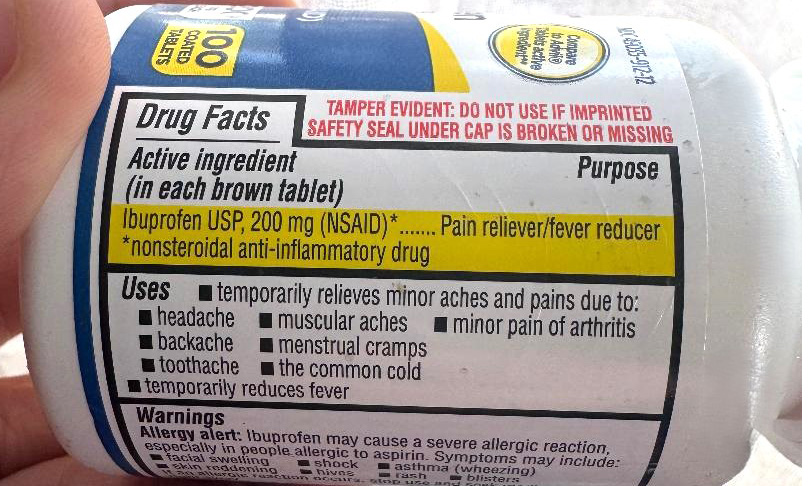 100
COATED
TABLETS
Compare
to Advil®
Tablets active
ingredient**
Drug Facts
TAMPER EVIDENT: DO NOT USE IF IMPRINTED
SAFETY SEAL UNDER CAP IS BROKEN OR MISSING
Active ingredient
(in each brown tablet)
Purpose
Ibuprofen USP, 200 mg (NSAID)*....... Pain reliever/fever reducer
*nonsteroidal anti-inflammatory drug
Uses ■ temporarily relieves minor aches and pains due to:
■ headache ■ muscular aches ■ minor pain of arthritis
■ backache ■ menstrual cramps
■ toothache ■ the common cold
■ temporarily reduces fever
Warnings
Allergy alert: Ibuprofen may cause a severe allergic reaction,
especially in people allergic to aspirin. Symptoms may include:
■ facial swelling ■ shock ■ asthma (wheezing)
■ skin reddening ■ hives ■ rash ■ blisters